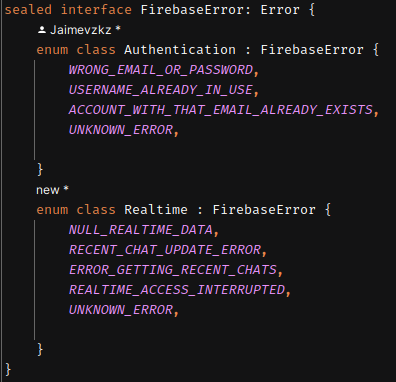 sealed interface FirebaseError: Error {
Jaimevzkz *
enum class Authentication : FirebaseError {
WRONG_EMAIL_OR_PASSWORD,
USERNAME_ALREADY_IN_USE,
ACCOUNT_WITH_THAT_EMAIL_ALREADY_EXISTS,
UNKNOWN_ERROR,
}
new *
enum class Realtime : FirebaseError {
NULL_REALTIME_DATA,
RECENT_CHAT_UPDATE_ERROR,
ERROR_GETTING_RECENT_CHATS,
REALTIME_ACCESS_INTERRUPTED,
UNKNOWN_ERROR,
}
}